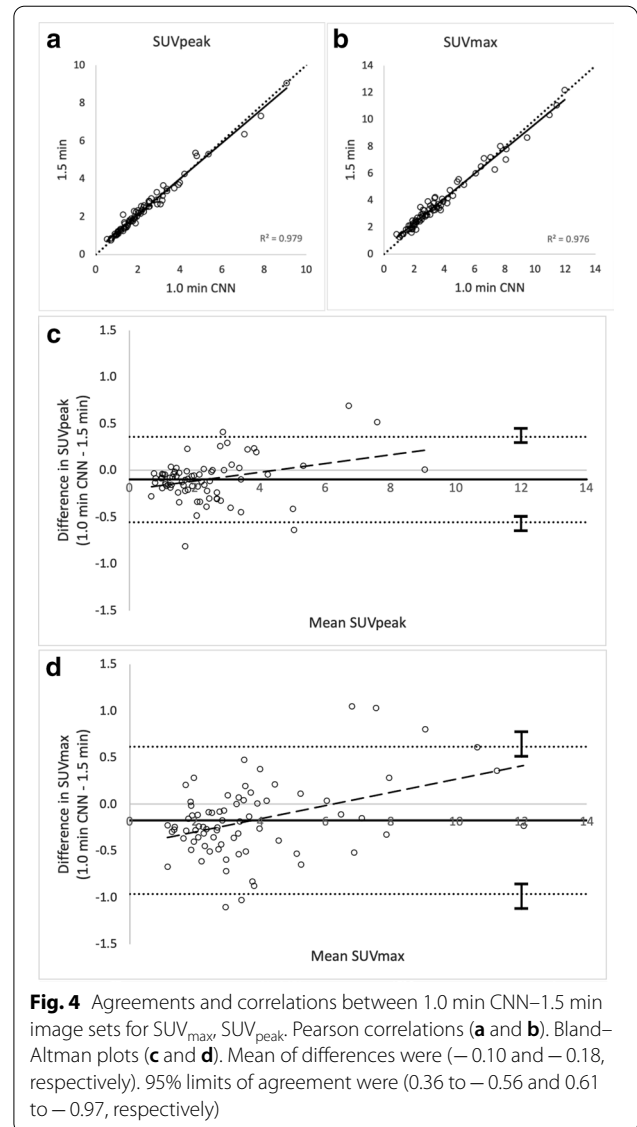 a
SUVpeak
10
8
6
4
2
0
1.5 min
0 2 4 6 8 10
1.0 min CNN
R² = 0.979
b
SUVmax
14
12
10
8
6
4
2
0
1.5 min
0 2 4 6 8 10 12 14
1.0 min CNN
R² = 0.976
c
1.5
1.0
0.5
0.0
-0.5
-1.0
-1.5
Difference in SUVpeak
(1.0 min CNN - 1.5 min)
0 2 4 6 8 10 12 14
Mean SUVpeak
d
1.5
1.0
0.5
0.0
-0.5
-1.0
-1.5
Difference in SUVmax
(1.0 min CNN - 1.5 min)
0 2 4 6 8 10 12 14
Mean SUVmax
Fig. 4 Agreements and correlations between 1.0 min CNN–1.5 min
image sets for SUVmax, SUVpeak. Pearson correlations (a and b). Bland–
Altman plots (c and d). Mean of differences were (− 0.10 and − 0.18,
respectively). 95% limits of agreement were (0.36 to − 0.56 and 0.61
to − 0.97, respectively)